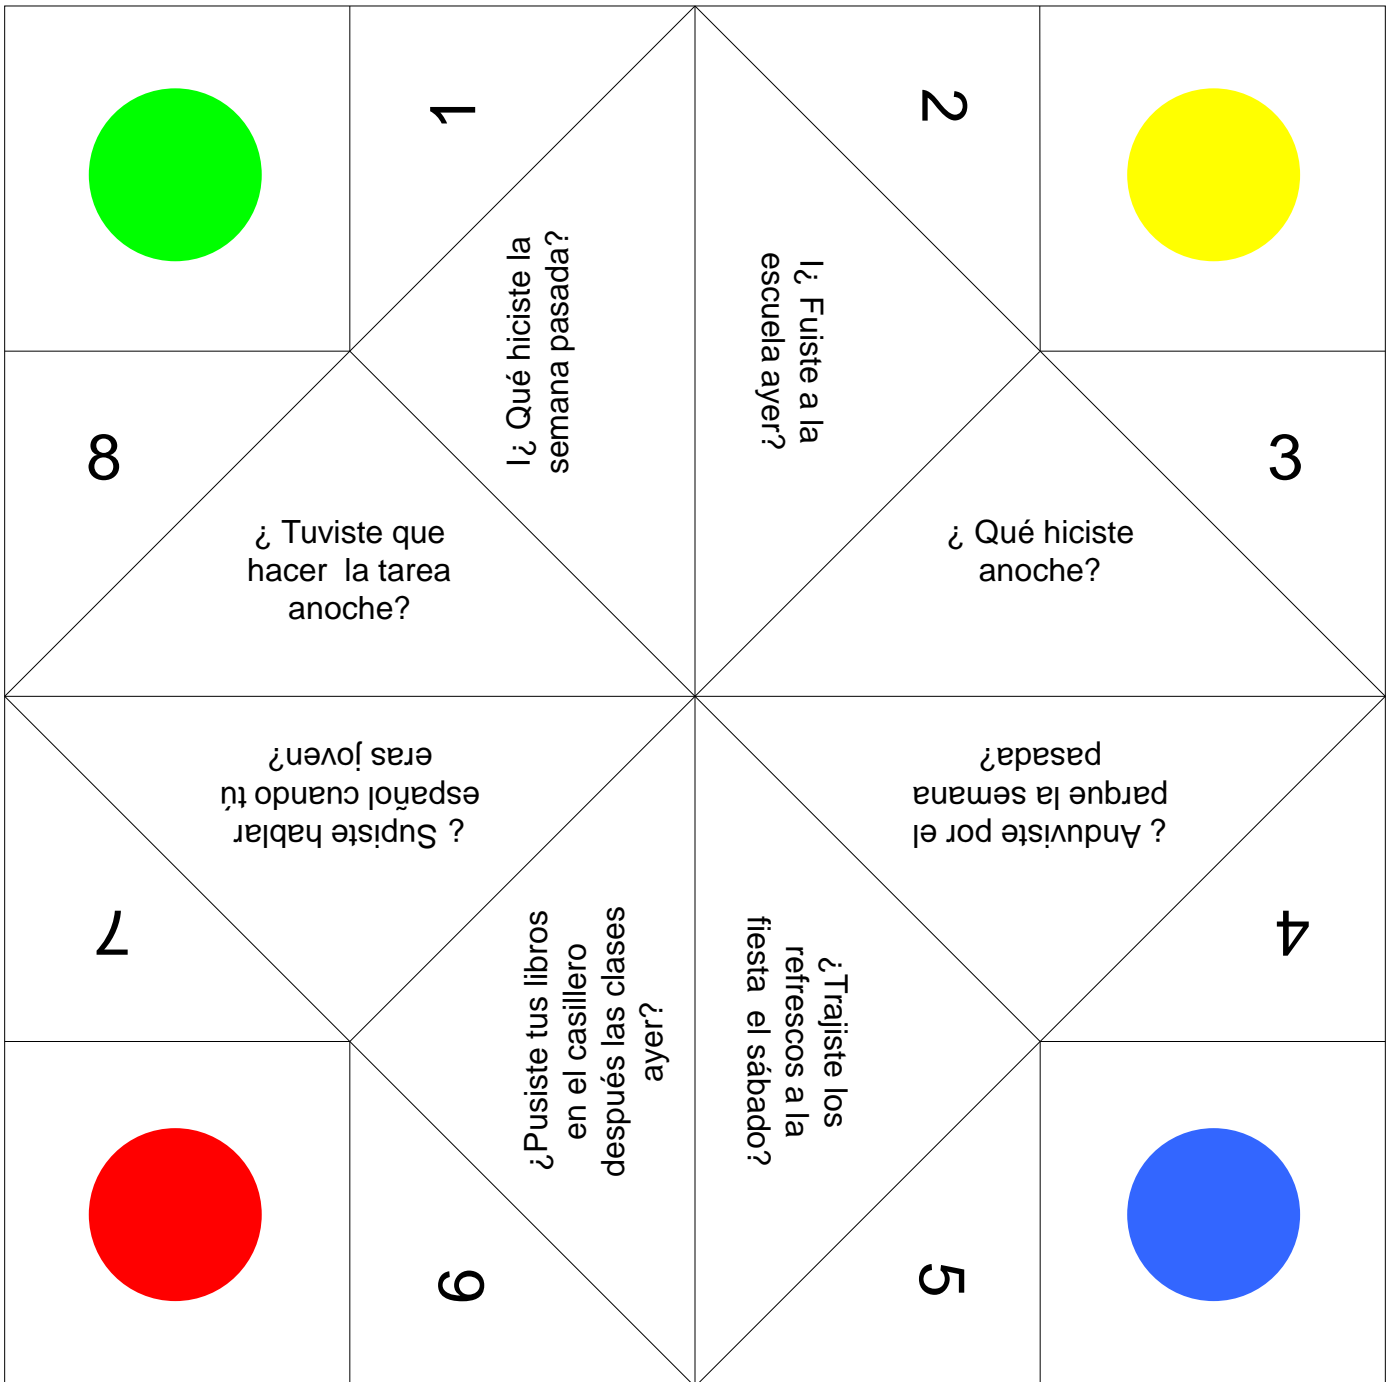 1
2
I¿ Qué hiciste la
semana pasada?
I¿ Fuiste a la
escuela ayer?
8
3
¿ Tuviste que
hacer la tarea
anoche?
¿ Qué hiciste
anoche?
¿ Supiste hablar
español cuando tú
eras joven?
¿ Anduviste por el
parque la semana
pasada?
7
4
¿Pusiste tus libros
en el casillero
después las clases
ayer?
¿Trajiste los
refrescos a la
fiesta el sábado?
6
5